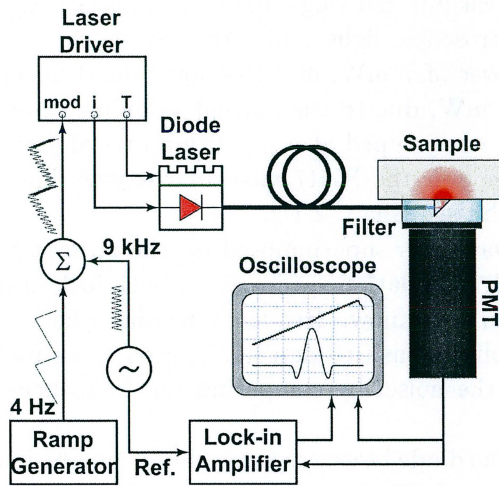 Laser
Driver
mod i T
Diode
Laser
Sample
Filter
Σ
9 kHz
Oscilloscope
PMT
~
4 Hz
Ramp
Generator
Ref.
Lock-in
Amplifier